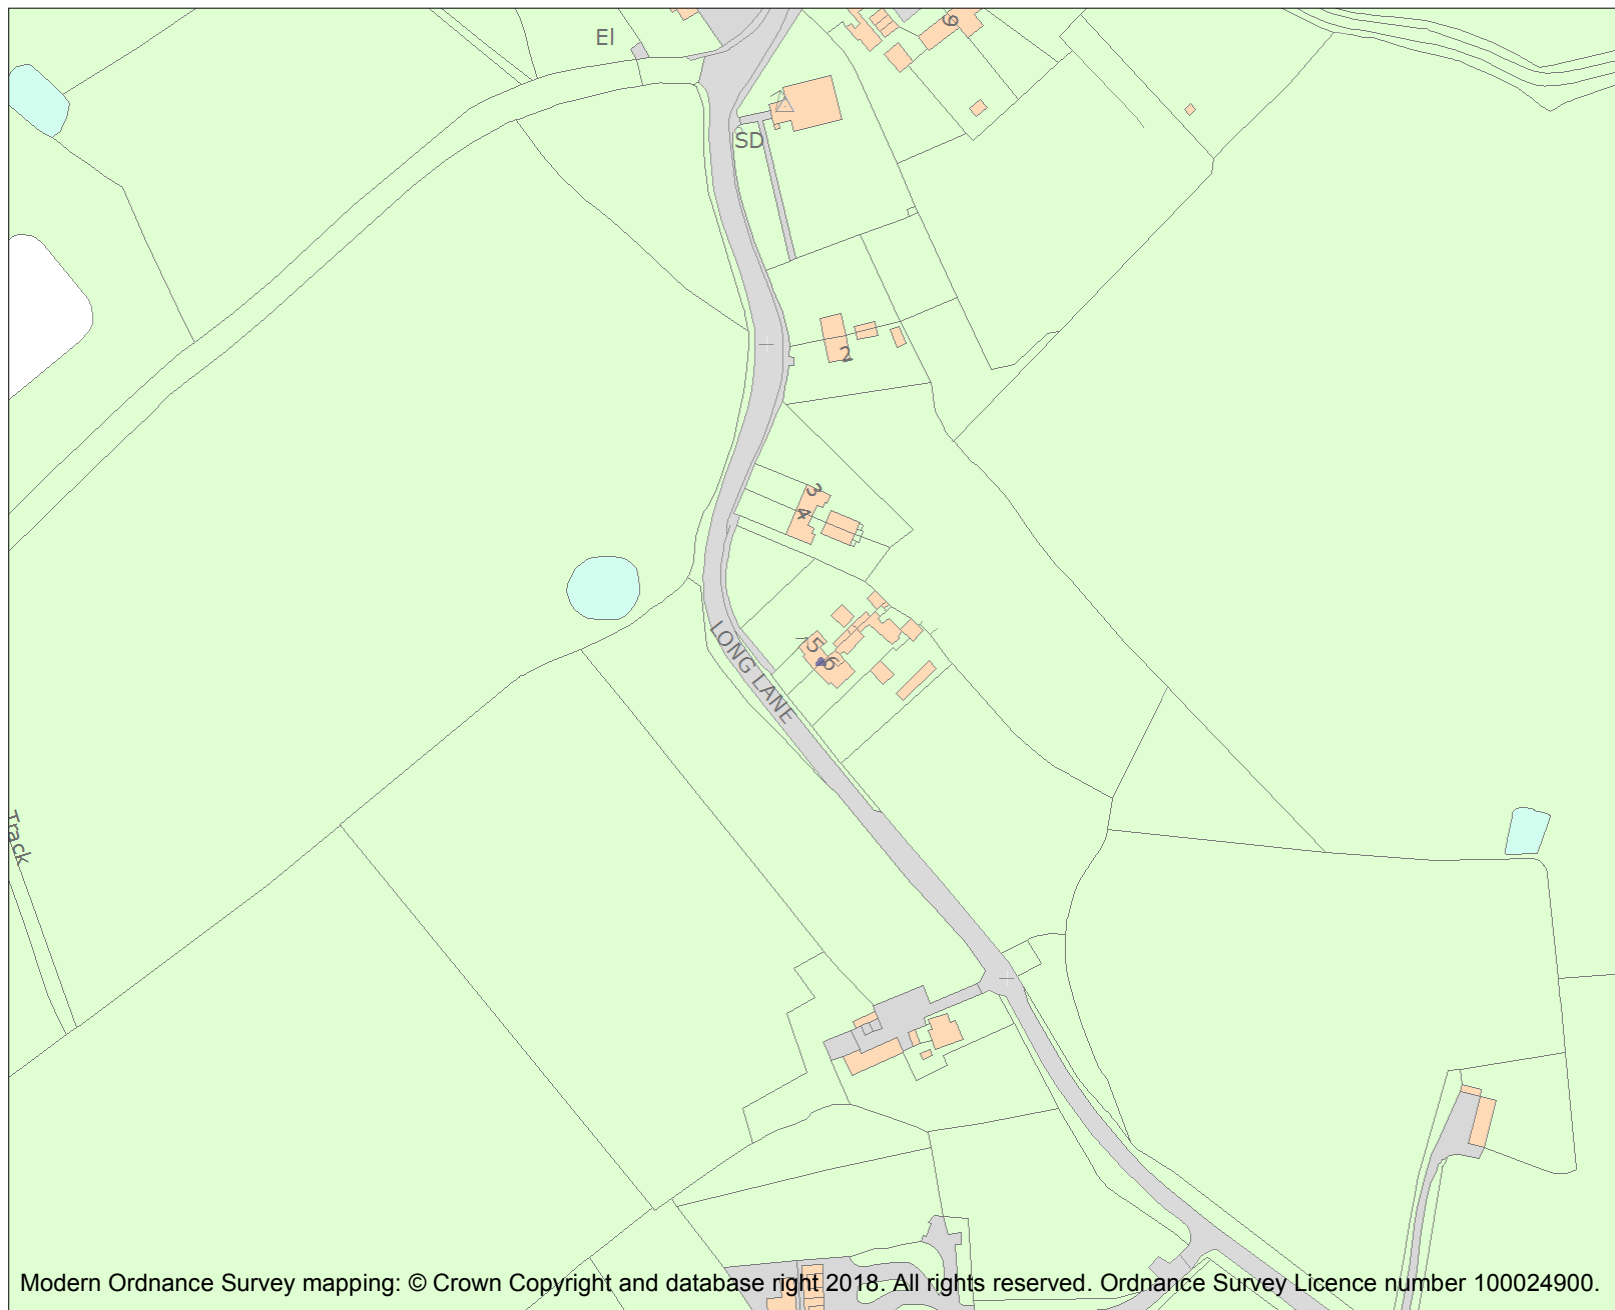 9
El
SD
2
3
4
5
6
LONG LANE
Track
Modern Ordnance Survey mapping: © Crown Copyright and database right 2018. All rights reserved. Ordnance Survey Licence number 100024900.